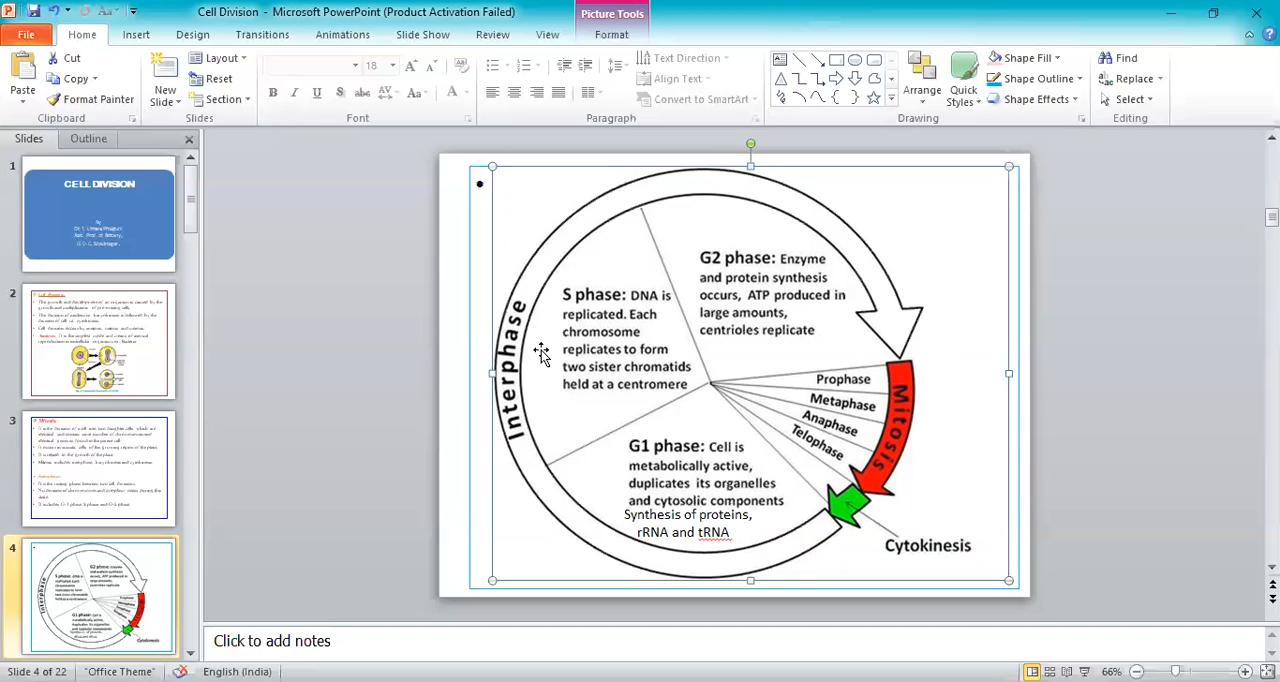 Cell Division - Microsoft PowerPoint (Product Activation Failed)
Picture Tools
File Home Insert Design Transitions Animations Slide Show Review View Format
Paste
Cut
Copy
Format Painter
Clipboard
New
Slide
Layout
Reset
Section
Slides
18
Font
Text Direction
Align Text
Convert to SmartArt
Paragraph
Arrange
Quick
Styles
Shape Fill
Shape Outline
Shape Effects
Drawing
Find
Replace
Select
Editing
Slides Outline
1
CELL DIVISION
2
3
4
Interphase
G2 phase: Enzyme
and protein synthesis
occurs, ATP produced in
large amounts,
centrioles replicate
S phase: DNA is
replicated. Each
chromosome
replicates to form
two sister chromatids
held at a centromere
Prophase
Metaphase
Anaphase
Telophase
Mitosis
G1 phase: Cell is
metabolically active,
duplicates its organelles
and cytosolic components
Synthesis of proteins,
rRNA and tRNA
Cytokinesis
Click to add notes
Slide 4 of 22 "Office Theme" English (India) 66%